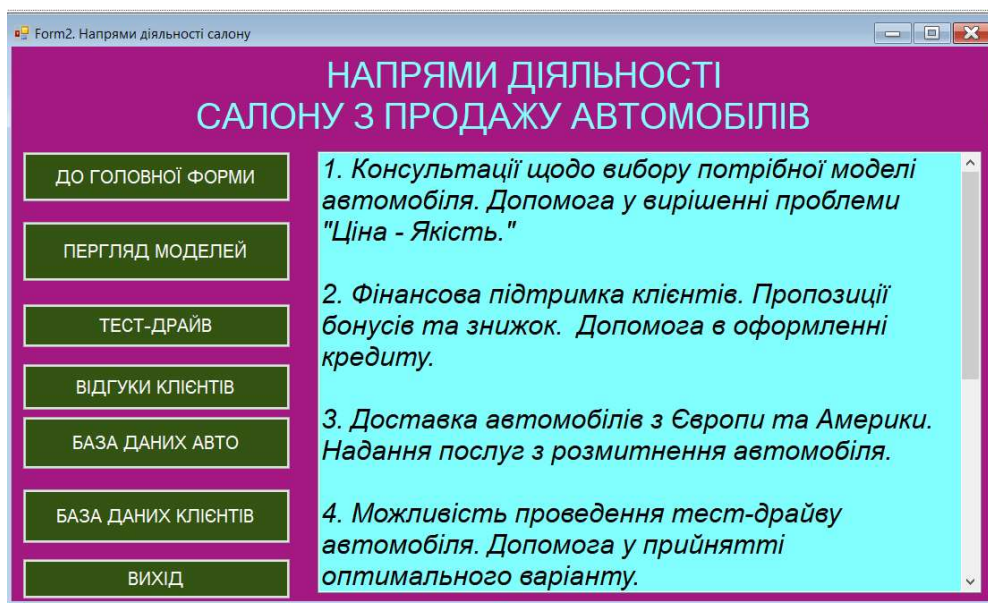 Form2. Напрями діяльності салону
НАПРЯМИ ДІЯЛЬНОСТІ
САЛОНУ З ПРОДАЖУ АВТОМОБІЛІВ
ДО ГОЛОВНОЇ ФОРМИ
ПЕРГЛЯД МОДЕЛЕЙ
ТЕСТ-ДРАЙВ
ВІДГУКИ КЛІЄНТІВ
БАЗА ДАНИХ АВТО
БАЗА ДАНИХ КЛІЄНТІВ
ВИХІД
1. Консультації щодо вибору потрібної моделі
автомобіля. Допомога у вирішенні проблеми
"Ціна - Якість."
2. Фінансова підтримка клієнтів. Пропозиції
бонусів та знижок.  Допомога в оформленні
кредиту.
3. Доставка автомобілів з Європи та Америки.
Надання послуг з розмитнення автомобіля.
4. Можливість проведення тест-драйву
автомобіля. Допомога у прийнятті
оптимального варіанту.